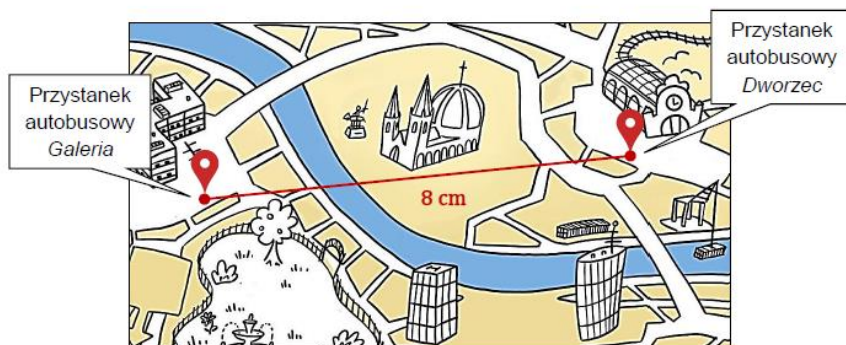 Przystanek
autobusowy
Galeria
Przystanek
autobusowy
Dworzec
8 cm